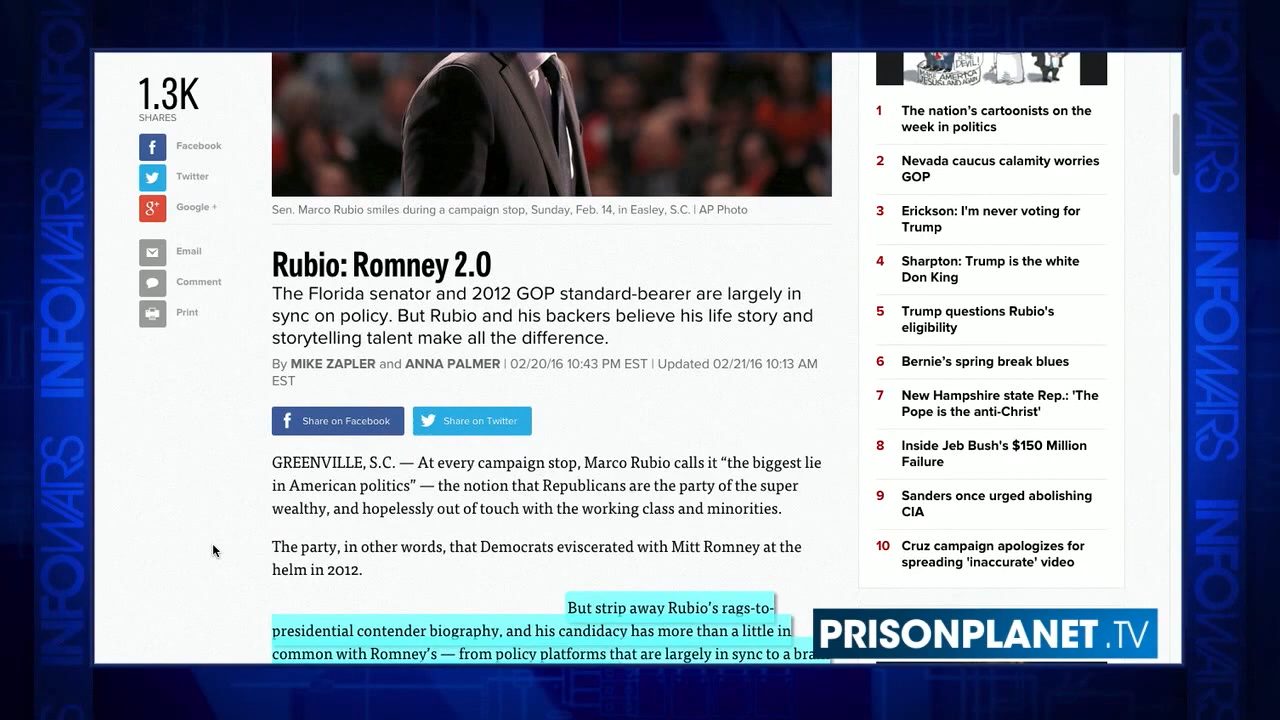 INFOWARS
INFOWARS
INFOWARS
INFOWARS
1.3K
SHARES
Facebook
Twitter
Google +
Email
Comment
Print
Sen. Marco Rubio smiles during a campaign stop, Sunday, Feb. 14, in Easley, S.C. | AP Photo
Rubio: Romney 2.0
The Florida senator and 2012 GOP standard-bearer are largely in
sync on policy. But Rubio and his backers believe his life story and
storytelling talent make all the difference.
By MIKE ZAPLER and ANNA PALMER | 02/20/16 10:43 PM EST | Updated 02/21/16 10:13 AM
EST
Share on Facebook
Share on Twitter
GREENVILLE, S.C. — At every campaign stop, Marco Rubio calls it “the biggest lie
in American politics” — the notion that Republicans are the party of the super
wealthy, and hopelessly out of touch with the working class and minorities.
The party, in other words, that Democrats eviscerated with Mitt Romney at the
helm in 2012.
But strip away Rubio’s rags-to-
presidential contender biography, and his candidacy has more than a little in
common with Romney’s — from policy platforms that are largely in sync to a
1 The nation’s cartoonists on the
week in politics
2 Nevada caucus calamity worries
GOP
3 Erickson: I'm never voting for
Trump
4 Sharpton: Trump is the white
Don King
5 Trump questions Rubio's
eligibility
6 Bernie’s spring break blues
7 New Hampshire state Rep.: 'The
Pope is the anti-Christ'
8 Inside Jeb Bush's $150 Million
Failure
9 Sanders once urged abolishing
CIA
10 Cruz campaign apologizes for
spreading 'inaccurate' video
PRISONPLANET.TV